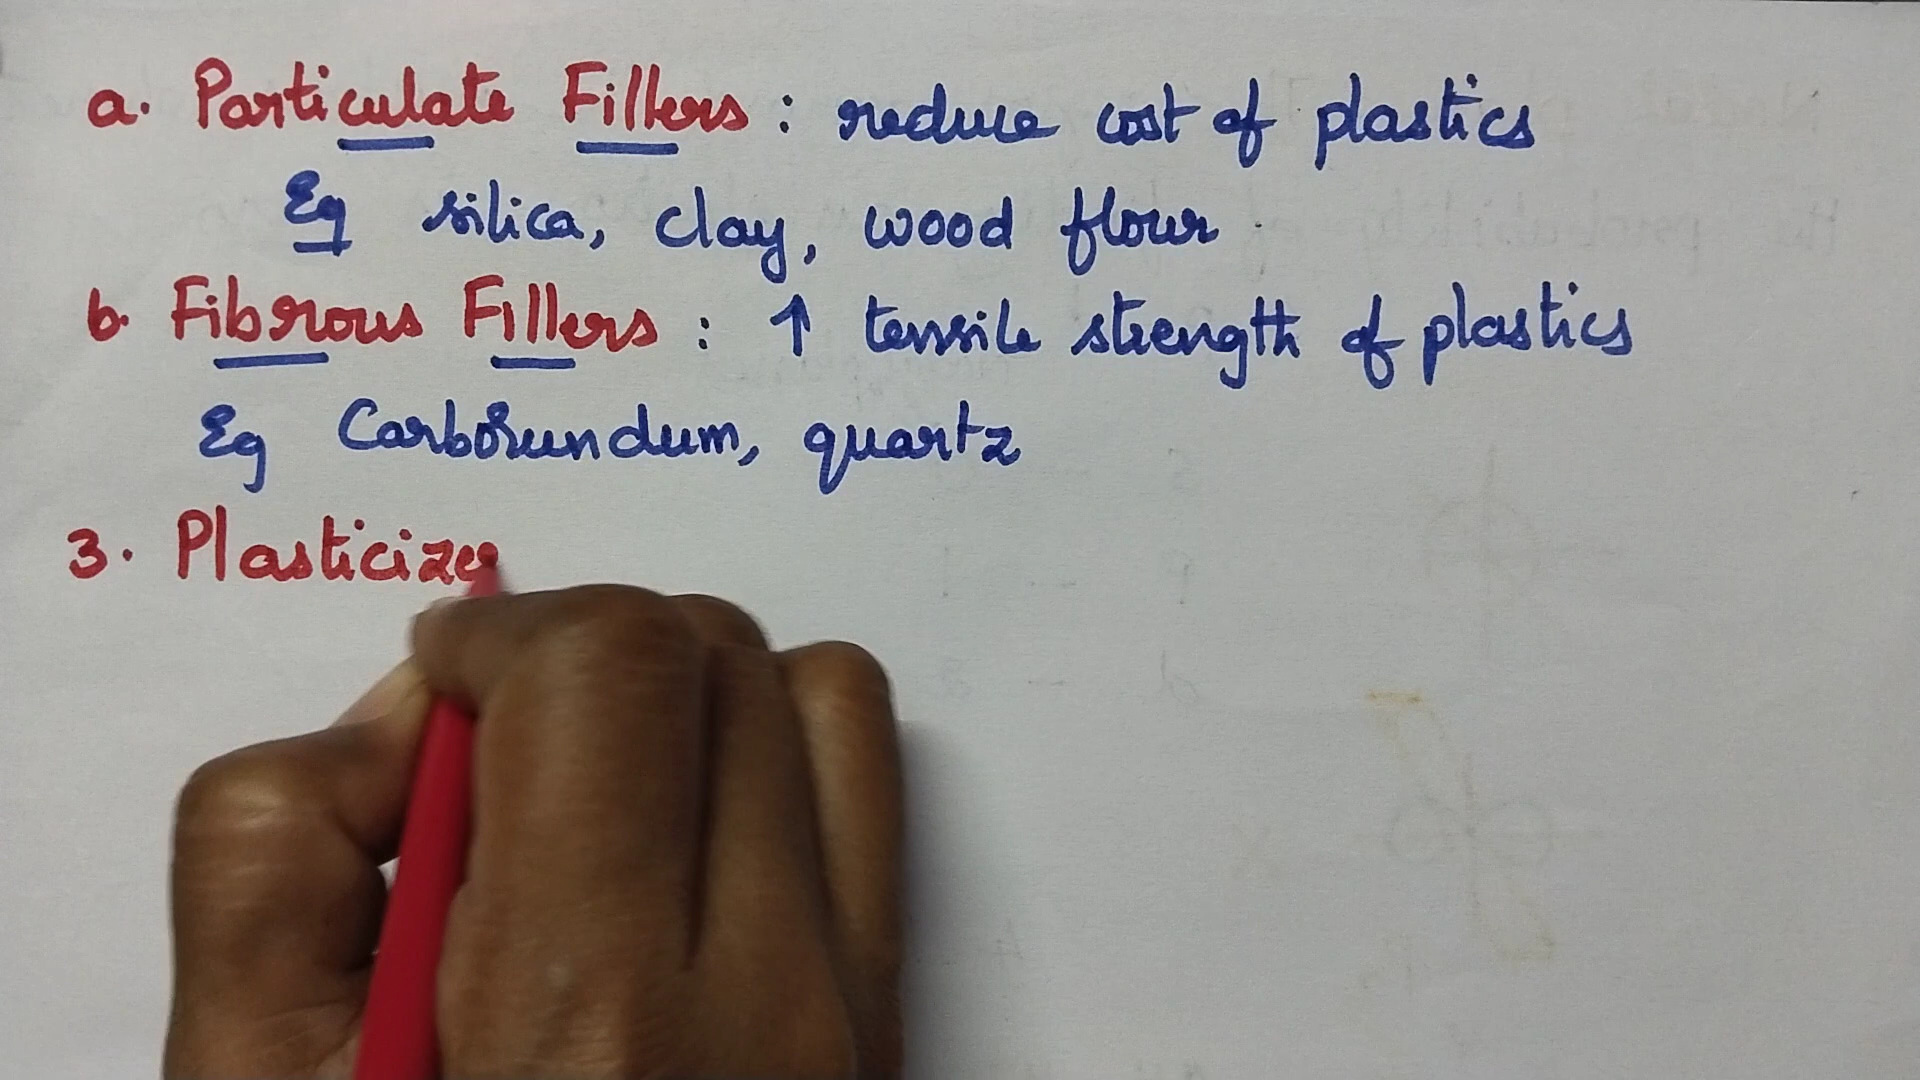 a. Particulate Fillers : reduce cost of plastics
Eg silica, clay, wood flour
b. Fibrous Fillers : ↑ tensile strength of plastics
Eg Carborundum, quartz
3. Plasticize